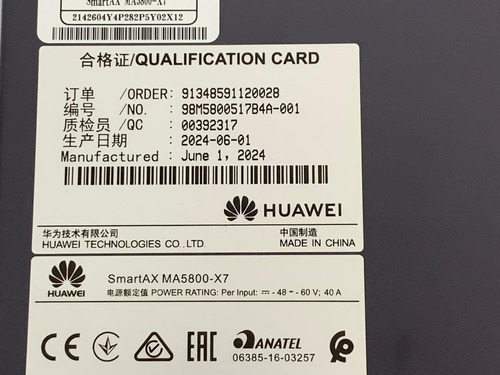 SmartAX MA5800-X7
2142604Y4P282P5Y02X12
合格证/QUALIFICATION CARD
订单 /ORDER: 91348591120028
编号 /NO. : 98M5800517B4A-001
质检员/QC : 00392317
生产日期 : 2024-06-01
Manufactured : June 1, 2024
HUAWEI
华为技术有限公司
HUAWEI TECHNOLOGIES CO., LTD.
中国制造
MADE IN CHINA
HUAWEI
SmartAX MA5800-X7
电源额定值 POWER RATING: Per Input: ⎓ -48 - -60 V; 40 A
CE EAC ANATEL
06385-16-03257